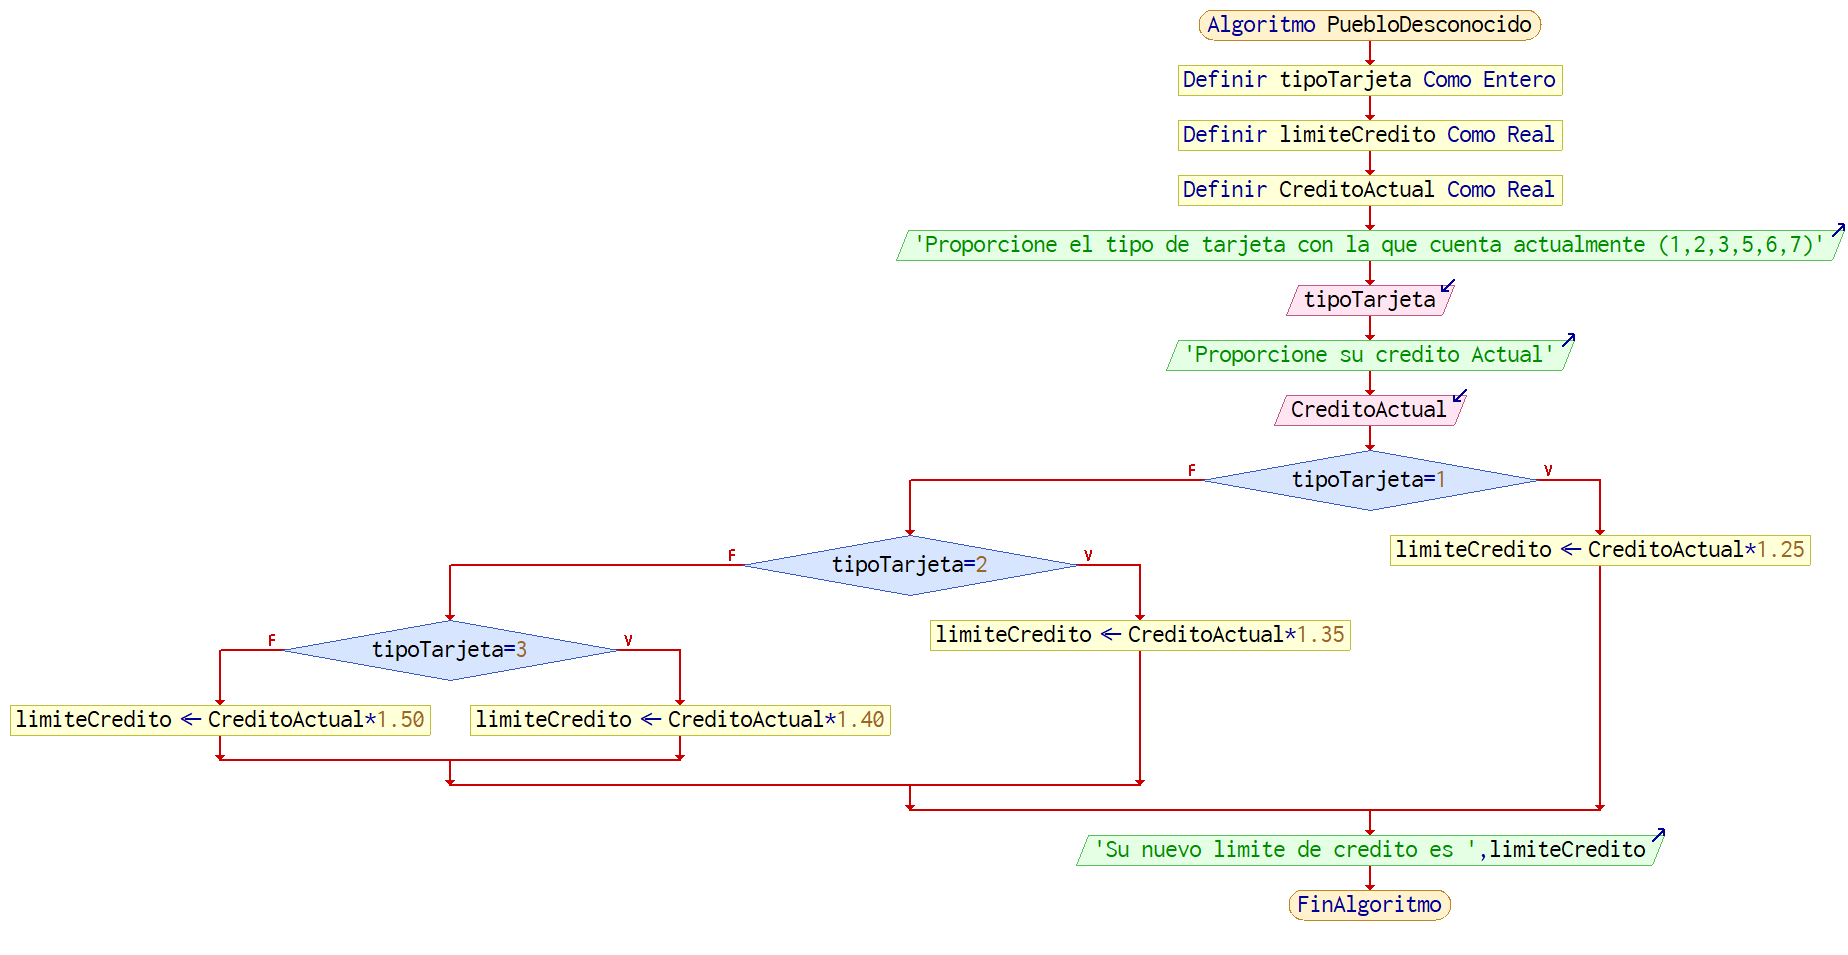 Algoritmo PuebloDesconocido
Definir tipoTarjeta Como Entero
Definir limiteCredito Como Real
Definir CreditoActual Como Real
'Proporcione el tipo de tarjeta con la que cuenta actualmente (1,2,3,5,6,7)'
tipoTarjeta
'Proporcione su credito Actual'
CreditoActual
F
tipoTarjeta=1
V
limiteCredito ← CreditoActual*1.25
F
tipoTarjeta=2
V
limiteCredito ← CreditoActual*1.35
F
tipoTarjeta=3
V
limiteCredito ← CreditoActual*1.50
limiteCredito ← CreditoActual*1.40
'Su nuevo limite de credito es ',limiteCredito
FinAlgoritmo